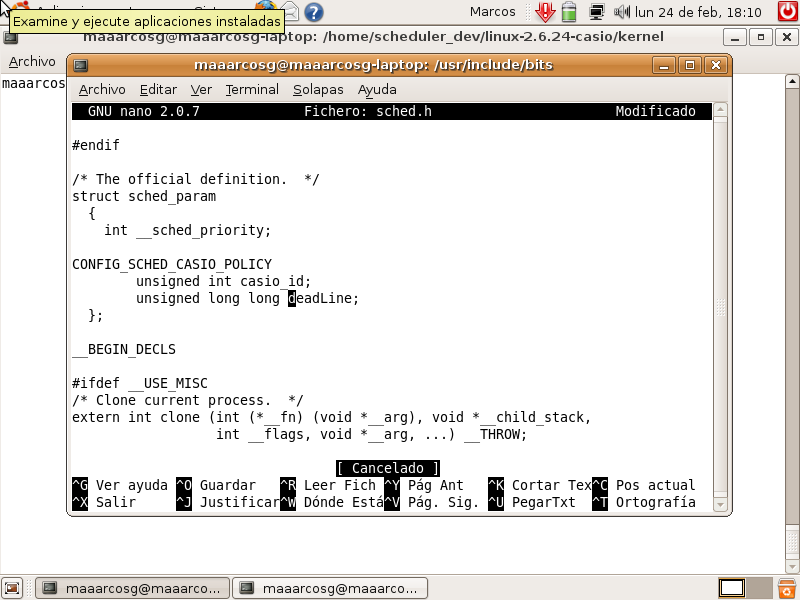 Marcos
lun 24 de feb, 18:10
Examine y ejecute aplicaciones instaladas
maaarcosg@maaarcosg-laptop: /home/scheduler_dev/linux-2.6.24-casio/kernel
Archivo
maaarcos
maaarcosg@maaarcosg-laptop: /usr/include/bits
Archivo Editar Ver Terminal Solapas Ayuda
GNU nano 2.0.7 Fichero: sched.h Modificado
#endif
/* The official definition.  */
struct sched_param
{
int __sched_priority;
CONFIG_SCHED_CASIO_POLICY
unsigned int casio_id;
unsigned long long deadLine;
};
__BEGIN_DECLS
#ifdef __USE_MISC
/* Clone current process.  */
extern int clone (int (*__fn) (void *__arg), void *__child_stack,
int __flags, void *__arg, ...) __THROW;
[ Cancelado ]
^G Ver ayuda ^O Guardar ^R Leer Fich ^Y Pág Ant ^K Cortar Tex ^C Pos actual
^X Salir ^J Justificar ^W Dónde Está ^V Pág. Sig. ^U PegarTxt ^T Ortografía
maaarcosg@maaarco... maaarcosg@maaarco...